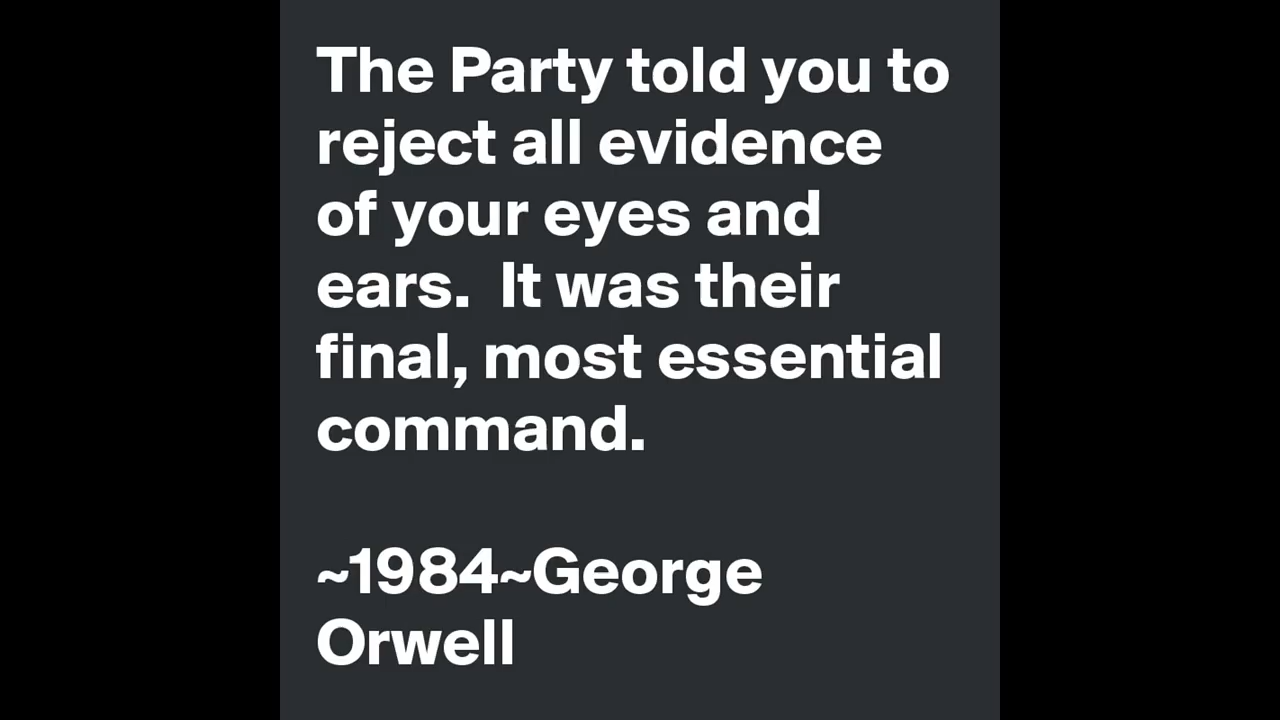 The Party told you to
reject all evidence
of your eyes and
ears.  It was their
final, most essential
command.
~1984~George
Orwell